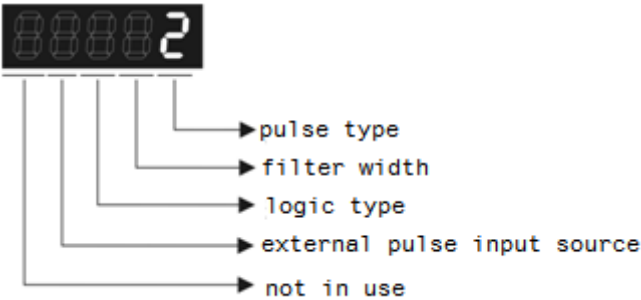 2
pulse type
filter width
logic type
external pulse input source
not in use